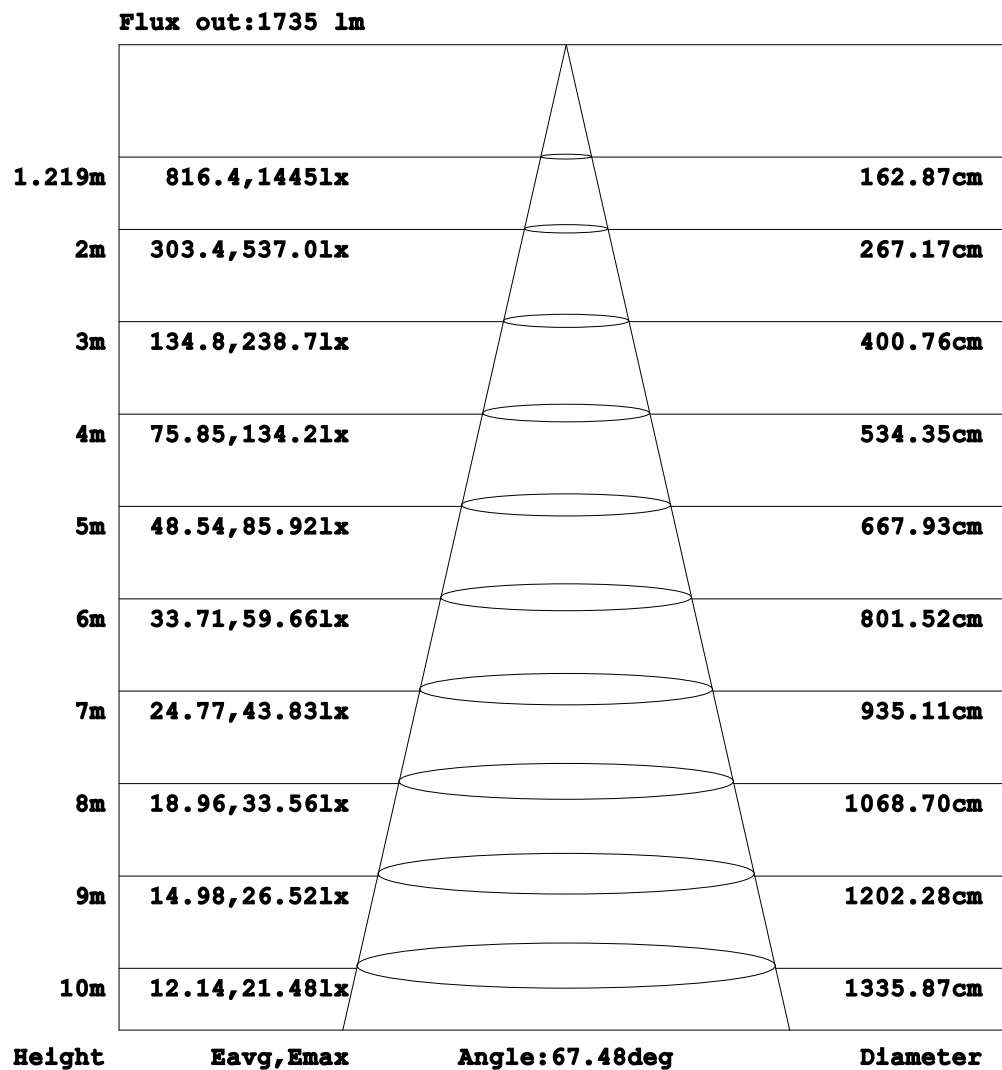 Flux out:1735 lm
1.219m 816.4,1445lx 162.87cm
2m 303.4,537.0lx 267.17cm
3m 134.8,238.7lx 400.76cm
4m 75.85,134.2lx 534.35cm
5m 48.54,85.92lx 667.93cm
6m 33.71,59.66lx 801.52cm
7m 24.77,43.83lx 935.11cm
8m 18.96,33.56lx 1068.70cm
9m 14.98,26.52lx 1202.28cm
10m 12.14,21.48lx 1335.87cm
Height Eavg,Emax Angle:67.48deg Diameter